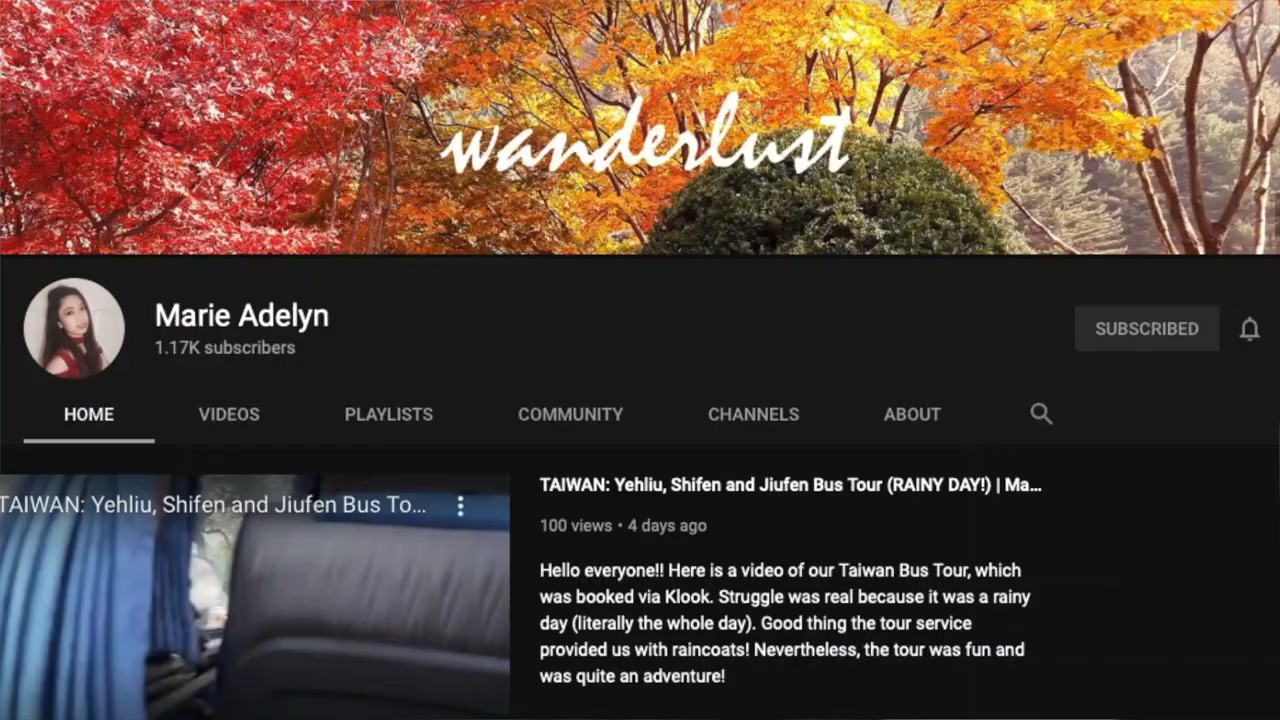 wanderlust
Marie Adelyn
1.17K subscribers
SUBSCRIBED
HOME
VIDEOS
PLAYLISTS
COMMUNITY
CHANNELS
ABOUT
TAIWAN: Yehliu, Shifen and Jiufen Bus To...
TAIWAN: Yehliu, Shifen and Jiufen Bus Tour (RAINY DAY!) | Ma...
100 views • 4 days ago
Hello everyone!! Here is a video of our Taiwan Bus Tour, which
was booked via Klook. Struggle was real because it was a rainy
day (literally the whole day). Good thing the tour service
provided us with raincoats! Nevertheless, the tour was fun and
was quite an adventure!